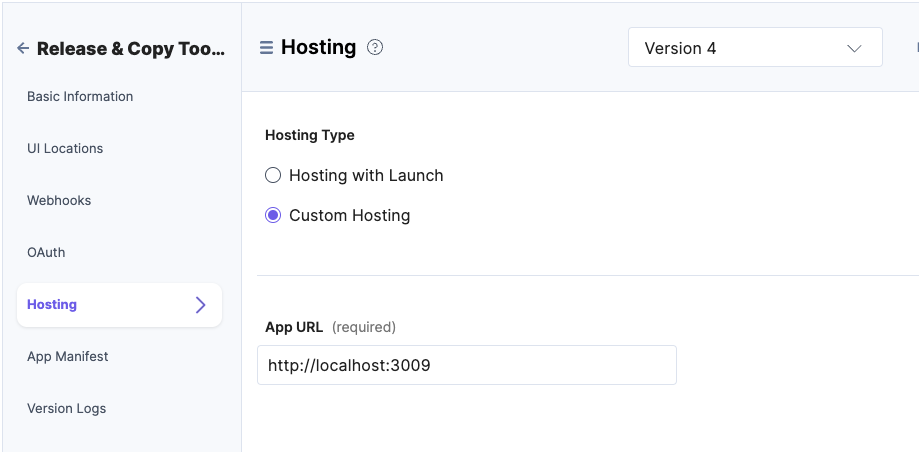 Release & Copy Too...
Basic Information
UI Locations
Webhooks
OAuth
Hosting
App Manifest
Version Logs
Hosting ?
Version 4
Hosting Type
Hosting with Launch
Custom Hosting
App URL (required)
http://localhost:3009